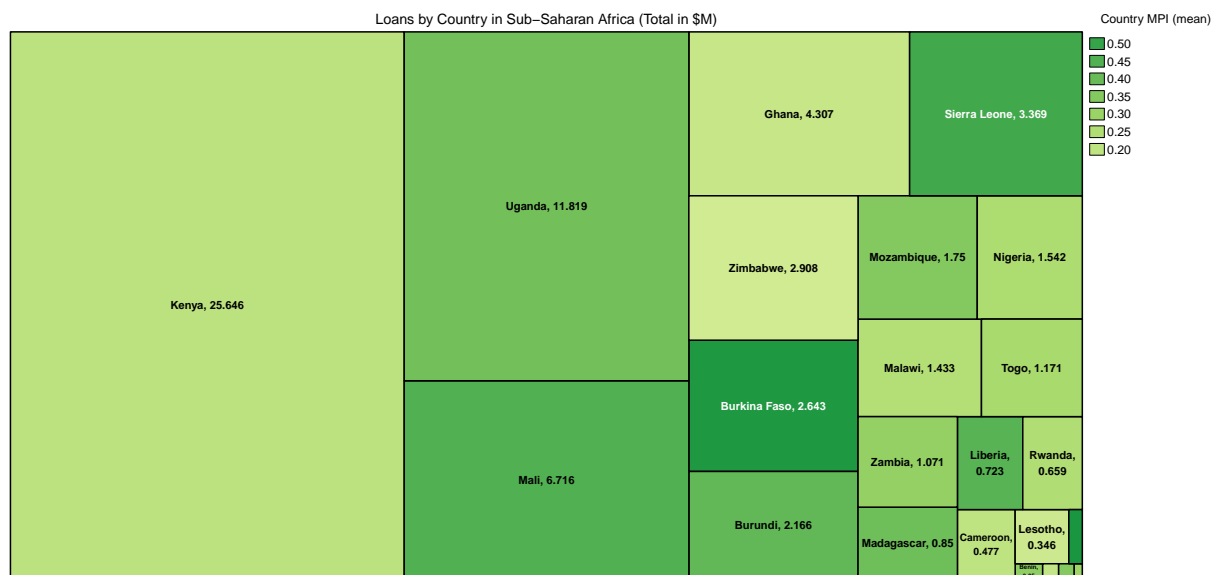 Loans by Country in Sub−Saharan Africa (Total in $M)
Country MPI (mean)
0.50
0.45
0.40
0.35
0.30
0.25
0.20
Kenya, 25.646
Uganda, 11.819
Mali, 6.716
Ghana, 4.307
Sierra Leone, 3.369
Zimbabwe, 2.908
Mozambique, 1.75
Nigeria, 1.542
Burkina Faso, 2.643
Malawi, 1.433
Togo, 1.171
Burundi, 2.166
Zambia, 1.071
Liberia,
0.723
Rwanda,
0.659
Madagascar, 0.85
Cameroon,
0.477
Lesotho,
0.346
Benin,